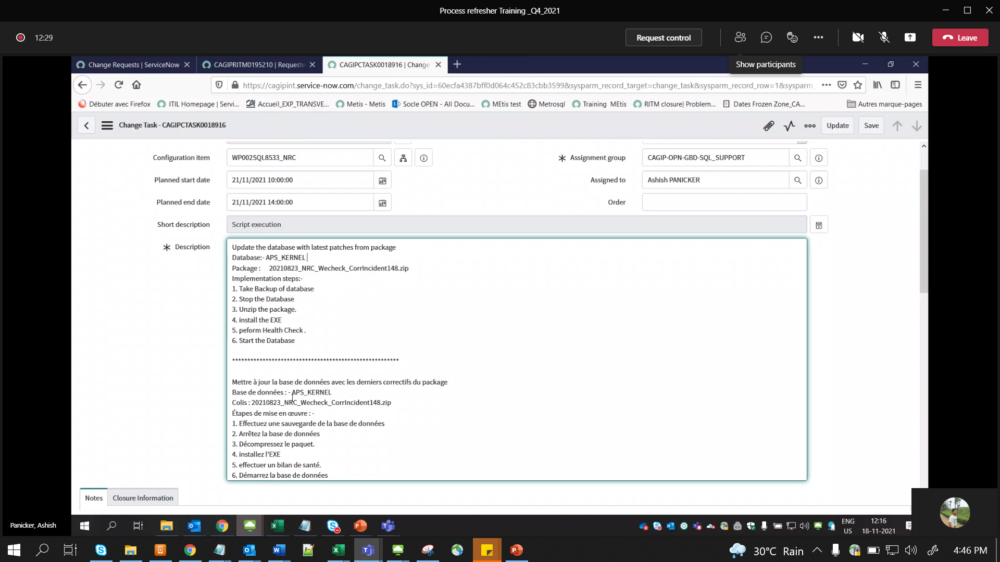 Process refresher Training _Q4_2021
12:29
Request control
Leave
Show participants
Change Requests | ServiceNow
CAGIPRITM0195210 | Requeste
CAGIPCTASK0018916 | Change
https://cagipint.service-now.com/change_task.do?sys_id=60ecfa4387bff0d064c452c83cbb3599&sysparm_record_target=change_task&sysparm_record_row=1&sysparm_
Débuter avec Firefox
ITIL Homepage | Servi...
Accueil_EXP_TRANSVE...
Metis - Metis
Socle OPEN - All Docu...
MEtis test
Metrosql
Training MEtis
RITM closure| Problem...
Dates Frozen Zone_CA...
Autres marque-pages
Change Task - CAGIPCTASK0018916
Update
Save
Configuration item
WP002SQL8533_NRC
Assignment group
CAGIP-OPN-GBD-SQL_SUPPORT
Planned start date
21/11/2021 10:00:00
Assigned to
Ashish PANICKER
Planned end date
21/11/2021 14:00:00
Order
Short description
Script execution
Description
Update the database with latest patches from package
Database:- APS_KERNEL
Package : 20210823_NRC_Wecheck_CorrIncident148.zip
Implementation steps:-
1. Take Backup of database
2. Stop the Database
3. Unzip the package.
4. install the EXE
5. peform Health Check .
6. Start the Database
*******************************************************
Mettre à jour la base de données avec les derniers correctifs du package
Base de données : - APS_KERNEL
Colis : 20210823_NRC_Wecheck_CorrIncident148.zip
Étapes de mise en œuvre : -
1. Effectuez une sauvegarde de la base de données
2. Arrêtez la base de données
3. Décompressez le paquet.
4. installez l'EXE
5. effectuer un bilan de santé.
6. Démarrez la base de données
Notes
Closure Information
Panicker, Ashish
ENG
US
12:16
18-11-2021
30°C Rain
4:46 PM